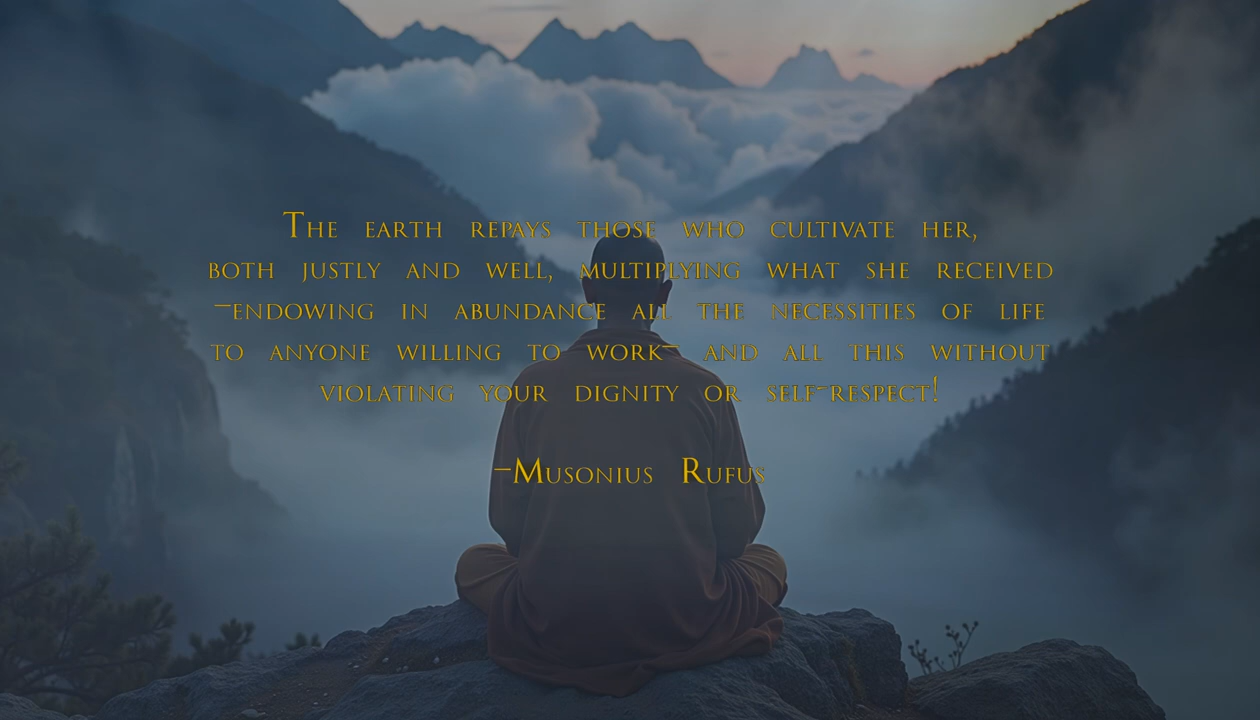 The earth repays those who cultivate her,
both justly and well, multiplying what she received
—endowing in abundance all the necessities of life
to anyone willing to work— and all this without
violating your dignity or self-respect!
—Musonius Rufus